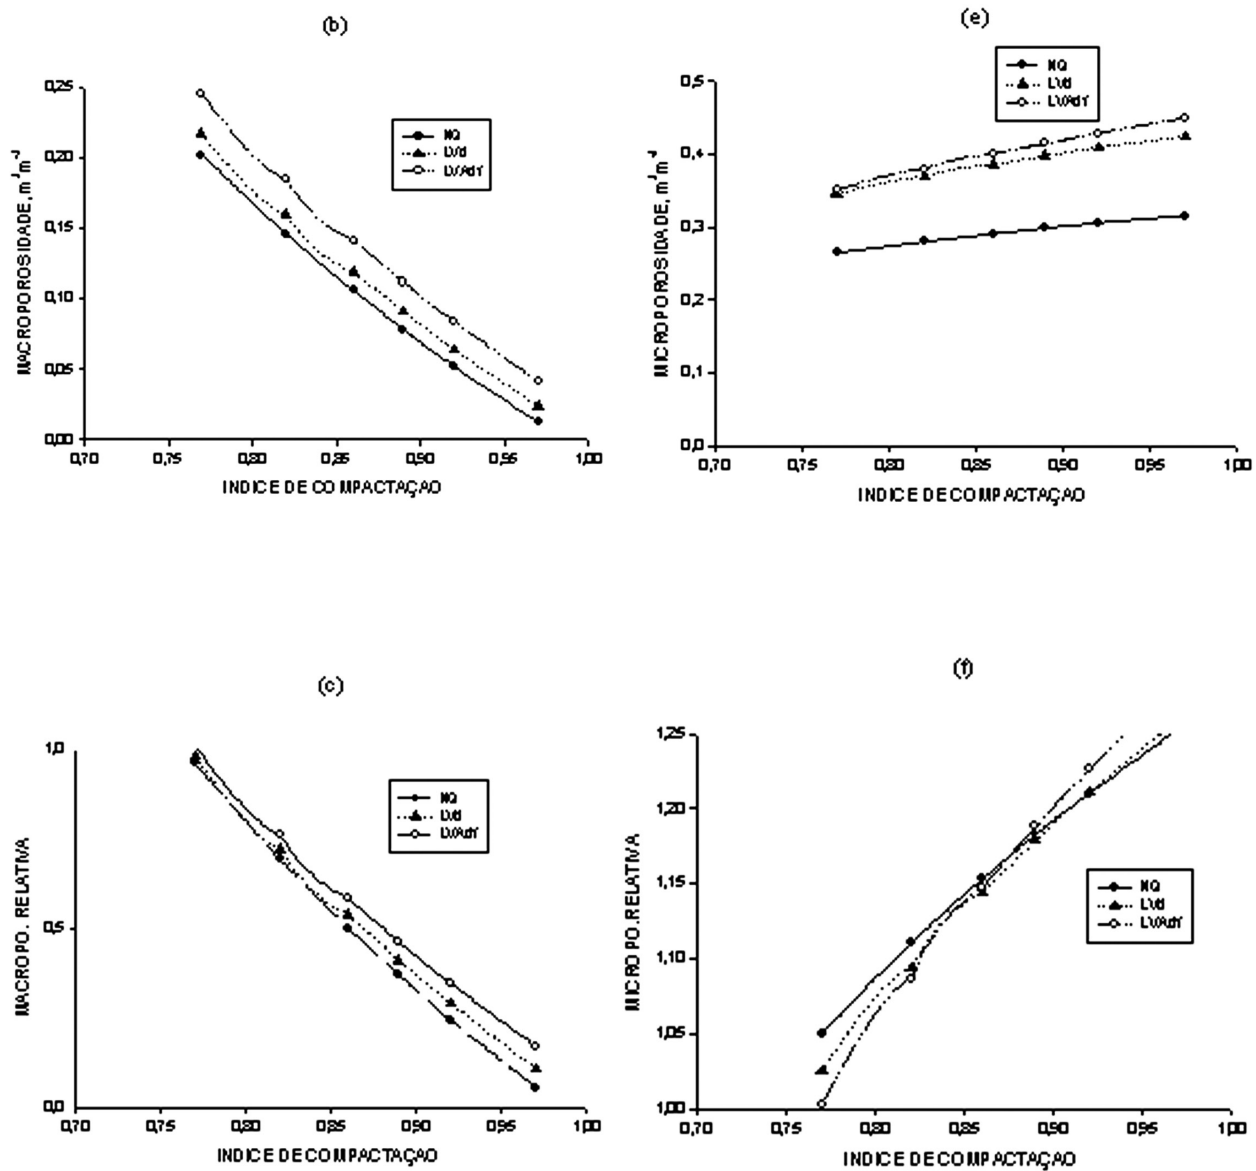 (b)
MACROPOROSIDADE, m³m⁻³
0,25
0,20
0,15
0,10
0,05
0,00
0,70 0,75 0,80 0,85 0,90 0,95 1,00
INDICE DE COMPACTAÇAO
NQ
(e)
MICROPOROSIDADE, m³m⁻³
0,5
0,4
0,3
0,2
0,1
0,0
0,70 0,75 0,80 0,85 0,90 0,95 1,00
INDICE DE COMPACTAÇAO
NQ
(c)
MACROPO. RELATIVA
1,0
0,5
0,0
0,70 0,75 0,80 0,85 0,90 0,95 1,00
INDICE DE COMPACTAÇAO
NQ
(f)
MICROPO. RELATIVA
1,25
1,20
1,15
1,10
1,05
1,00
0,70 0,75 0,80 0,85 0,90 0,95 1,00
INDICE DE COMPACTAÇAO
NQ